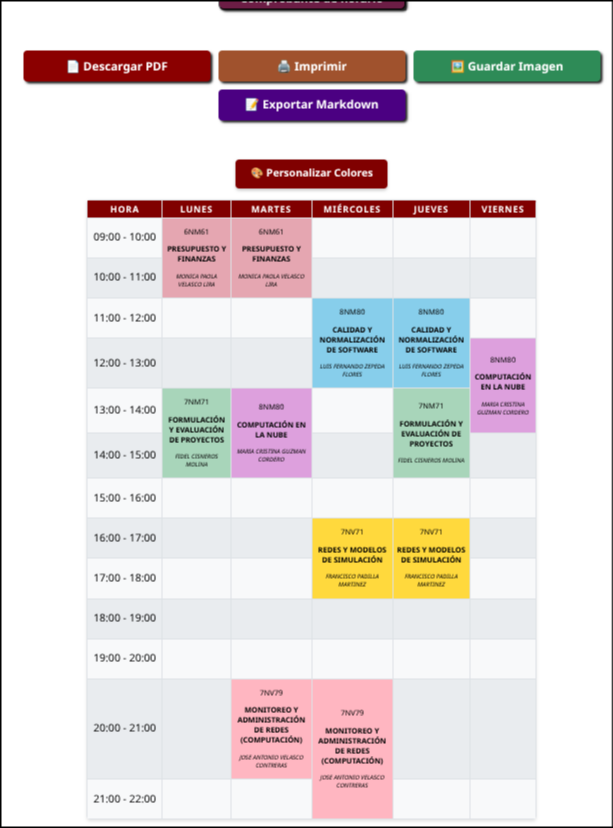 Comprobante de horario
📄 Descargar PDF
🖨️ Imprimir
🖼️ Guardar Imagen
📝 Exportar Markdown
🎨 Personalizar Colores
HORA LUNES MARTES MIÉRCOLES JUEVES VIERNES
09:00 - 10:00
6NM61
PRESUPUESTO Y
FINANZAS
MONICA PAOLA
VELASCO LIRA
6NM61
PRESUPUESTO Y
FINANZAS
MONICA PAOLA VELASCO
LIRA
10:00 - 11:00
11:00 - 12:00
8NM80
CALIDAD Y
NORMALIZACIÓN
DE SOFTWARE
LUIS FERNANDO ZEPEDA
FLORES
8NM80
CALIDAD Y
NORMALIZACIÓN
DE SOFTWARE
LUIS FERNANDO ZEPEDA
FLORES
12:00 - 13:00
8NM80
COMPUTACIÓN
EN LA NUBE
MARIA CRISTINA
GUZMAN CORDERO
13:00 - 14:00
7NM71
FORMULACIÓN
Y EVALUACIÓN
DE PROYECTOS
FIDEL CISNEROS
MOLINA
8NM80
COMPUTACIÓN EN
LA NUBE
MARIA CRISTINA GUZMAN
CORDERO
7NM71
FORMULACIÓN Y
EVALUACIÓN DE
PROYECTOS
FIDEL CISNEROS MOLINA
14:00 - 15:00
15:00 - 16:00
16:00 - 17:00
7NV71
REDES Y MODELOS
DE SIMULACIÓN
FRANCISCO PADILLA
MARTINEZ
7NV71
REDES Y MODELOS
DE SIMULACIÓN
FRANCISCO PADILLA
MARTINEZ
17:00 - 18:00
18:00 - 19:00
19:00 - 20:00
20:00 - 21:00
7NV79
MONITOREO Y
ADMINISTRACIÓN
DE REDES
(COMPUTACIÓN)
JOSE ANTONIO VELASCO
CONTRERAS
7NV79
MONITOREO Y
ADMINISTRACIÓN
DE REDES
(COMPUTACIÓN)
JOSE ANTONIO VELASCO
CONTRERAS
21:00 - 22:00